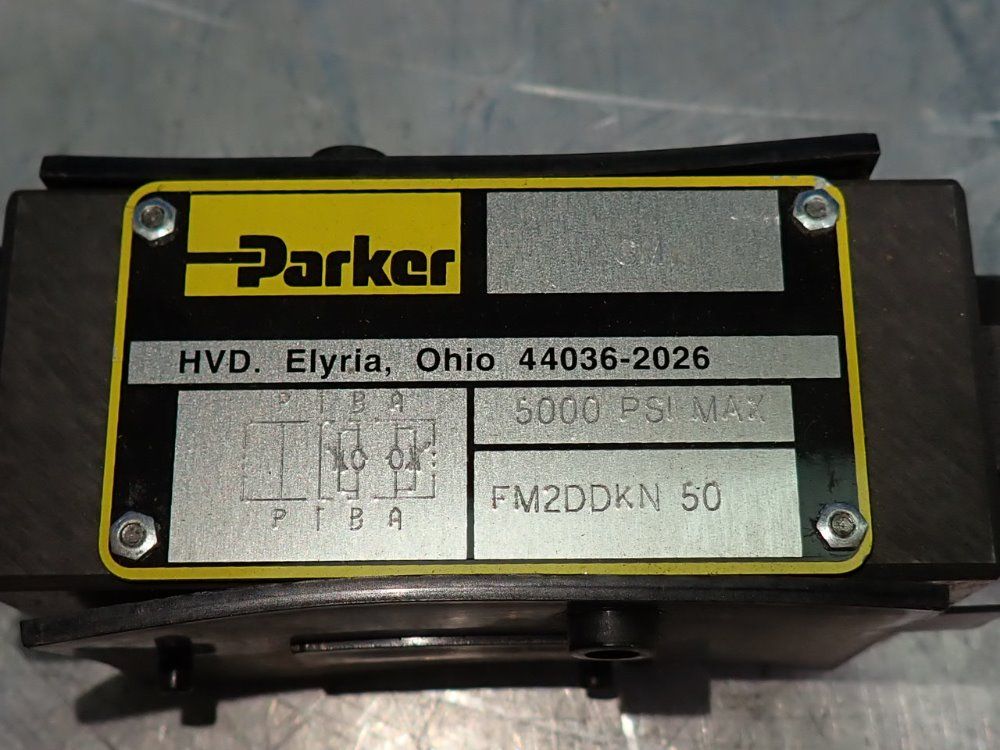 Parker
HVD. Elyria, Ohio 44036-2026
P T B A
5000 PSI MAX
P T B A
FM2DDKN 50